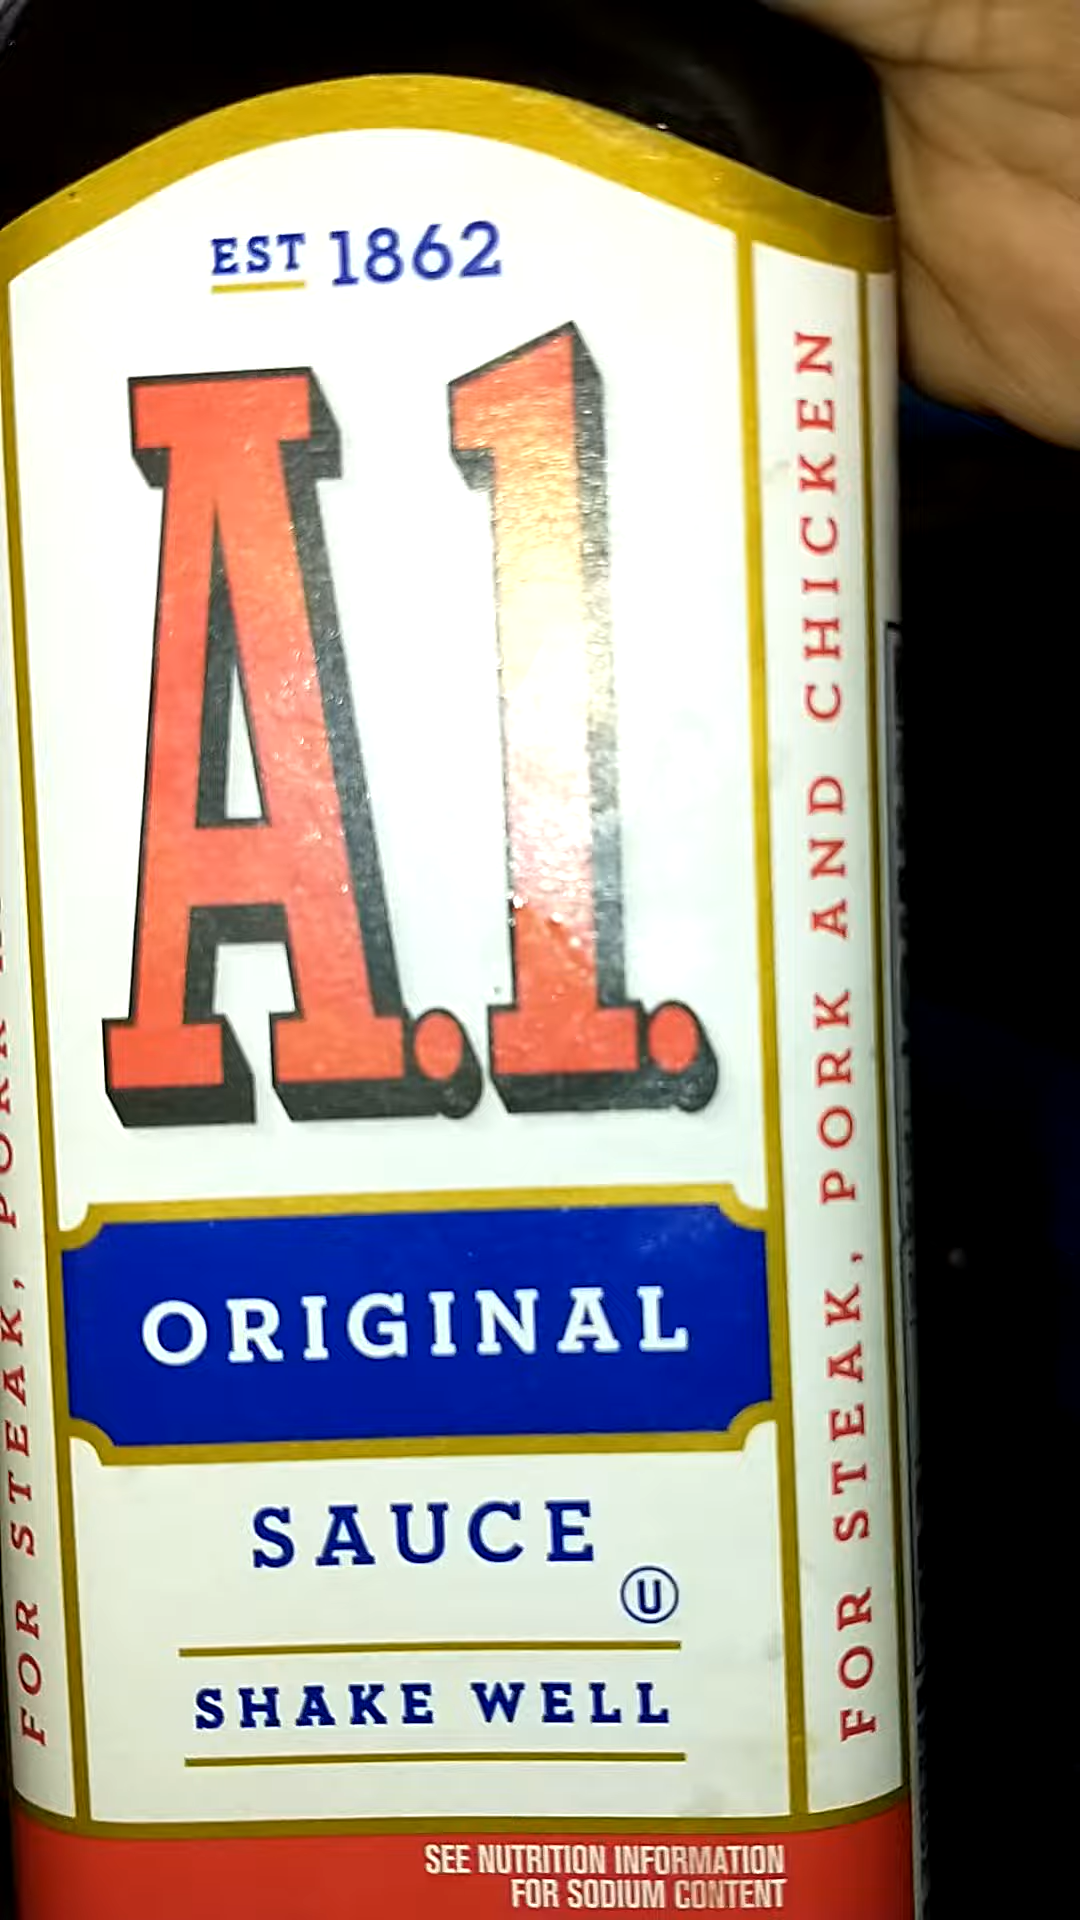 EST 1862
A.1.
ORIGINAL
SAUCE
U
SHAKE WELL
SEE NUTRITION INFORMATION
FOR SODIUM CONTENT
FOR STEAK, PORK AND CHICKEN
FOR STEAK, PORK